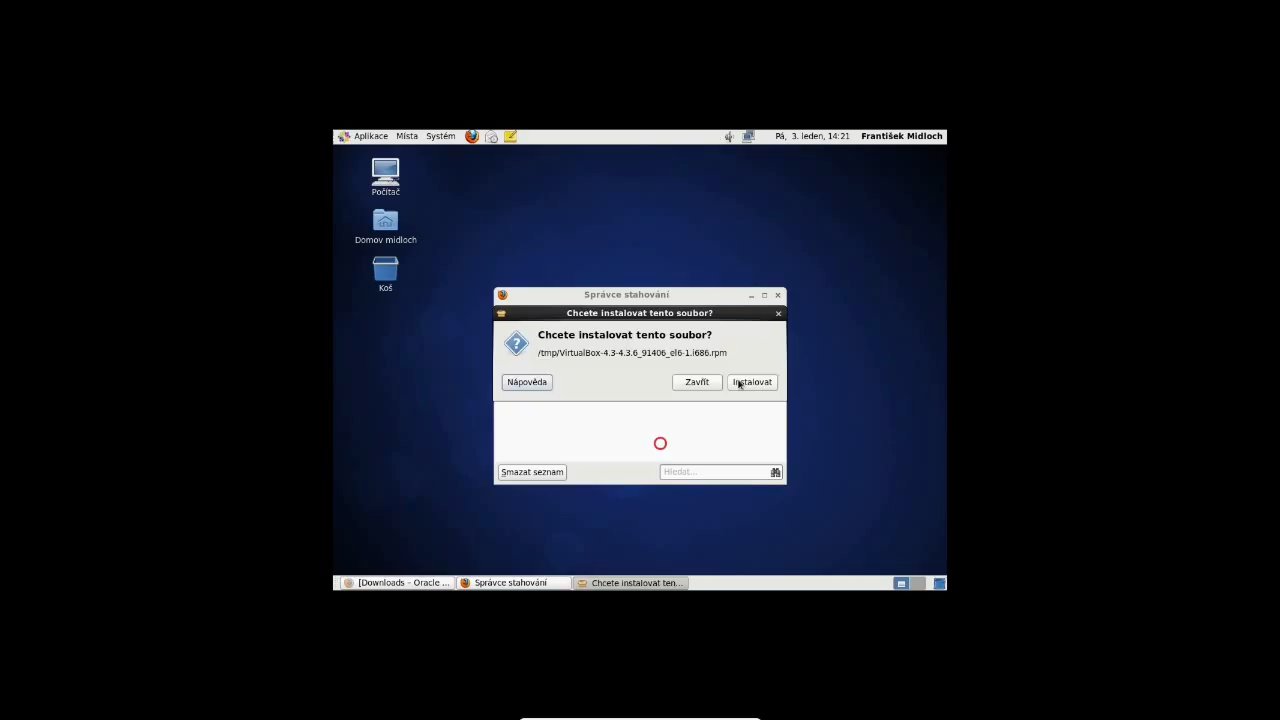 Aplikace Místa Systém Pá, 3. leden, 14:21 František Midloch
Počítač
Domov midloch
Koš
Správce stahování
Chcete instalovat tento soubor?
Chcete instalovat tento soubor?
/tmp/VirtualBox-4.3-4.3.6_91406_el6-1.i686.rpm
Nápověda Zavřít Instalovat
Smazat seznam Hledat...
[Downloads – Oracle ... Správce stahování Chcete instalovat ten...